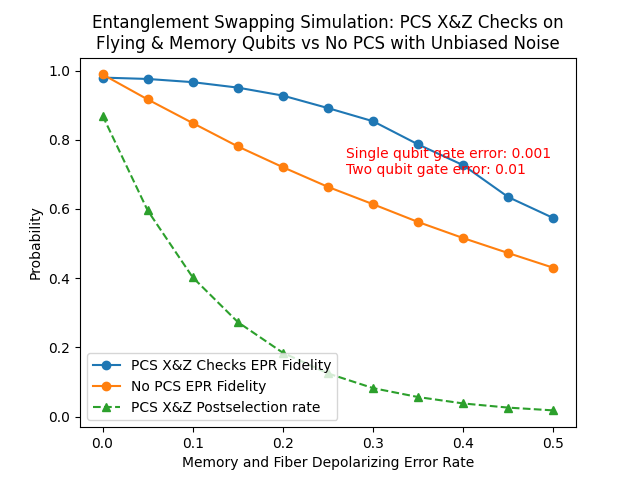 Entanglement Swapping Simulation: PCS X&Z Checks on
Flying & Memory Qubits vs No PCS with Unbiased Noise
1.0
0.8
0.6
0.4
0.2
0.0
Probability
Single qubit gate error: 0.001
Two qubit gate error: 0.01
PCS X&Z Checks EPR Fidelity
No PCS EPR Fidelity
PCS X&Z Postselection rate
0.0 0.1 0.2 0.3 0.4 0.5
Memory and Fiber Depolarizing Error Rate